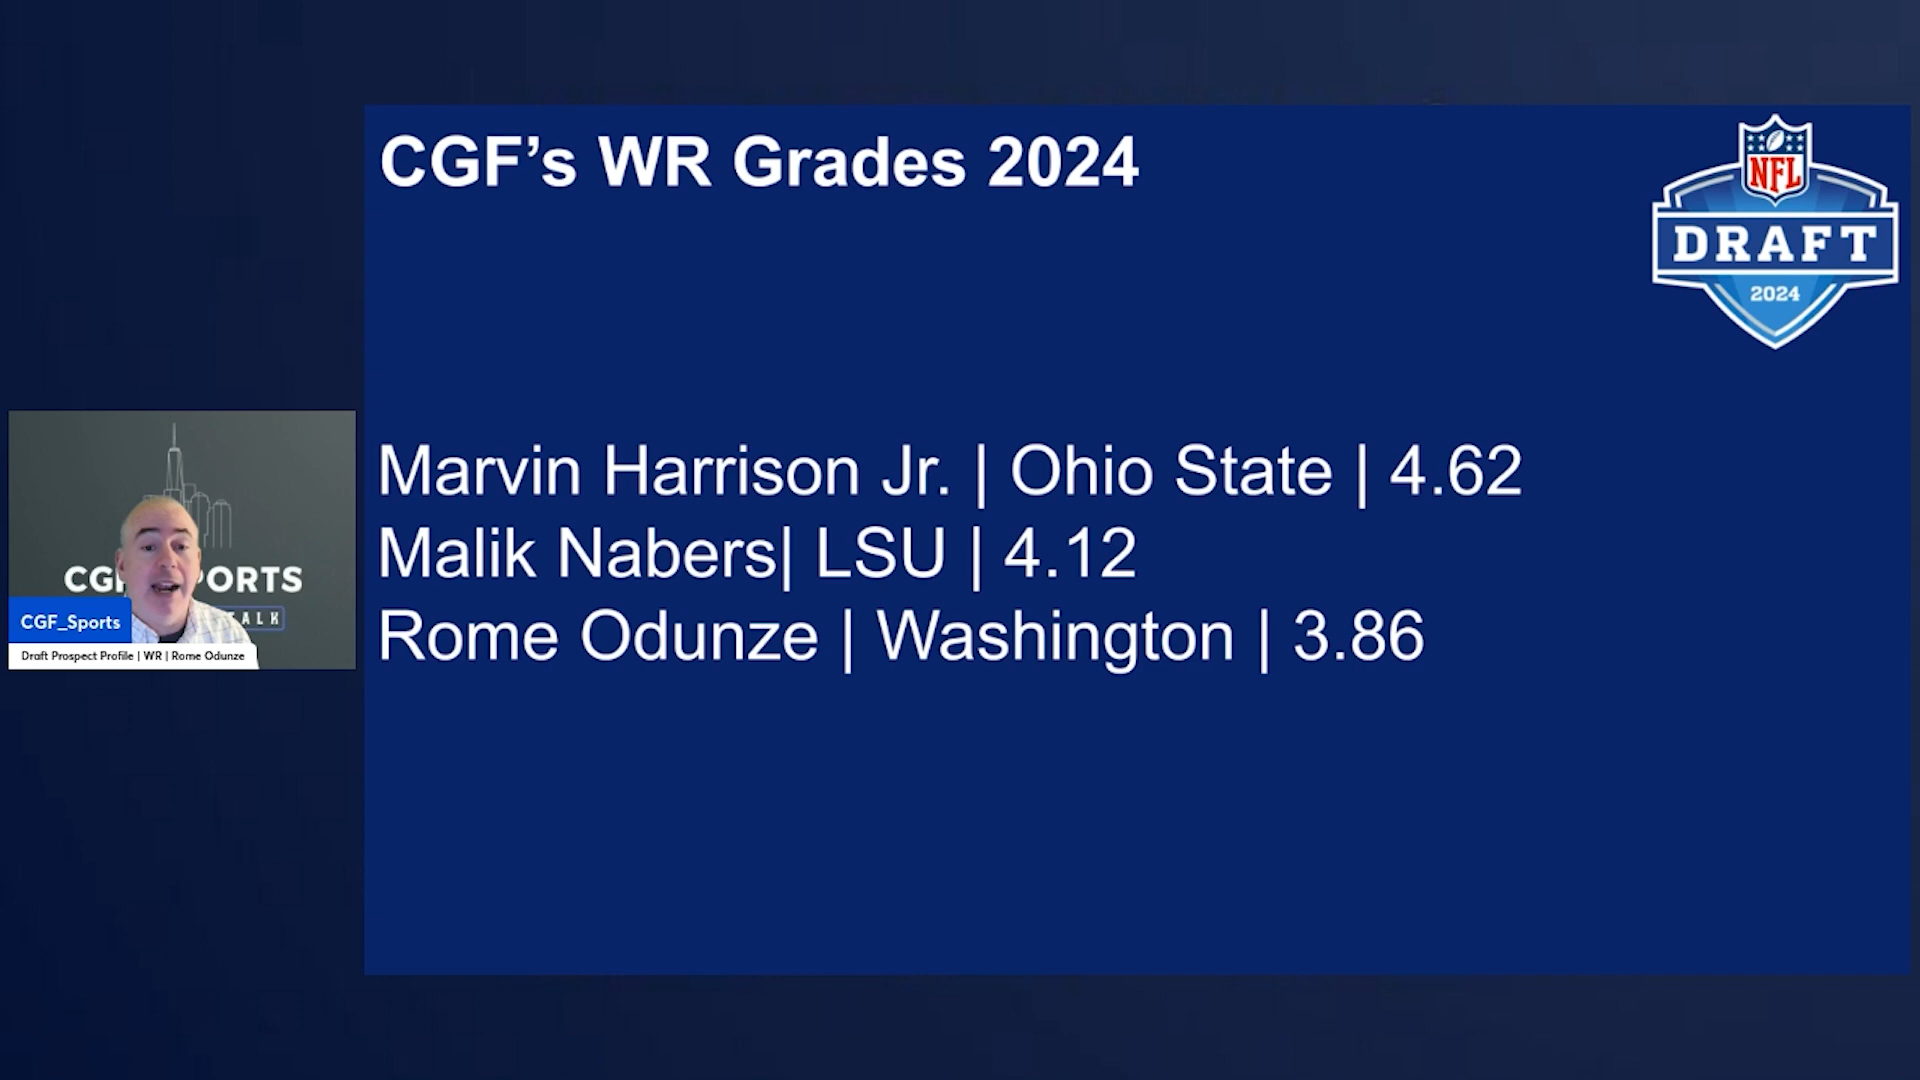 CGF’s WR Grades 2024
NFL
DRAFT
2024
Marvin Harrison Jr. | Ohio State | 4.62
Malik Nabers| LSU | 4.12
Rome Odunze | Washington | 3.86
CGF_Sports
Draft Prospect Profile | WR | Rome Odunze